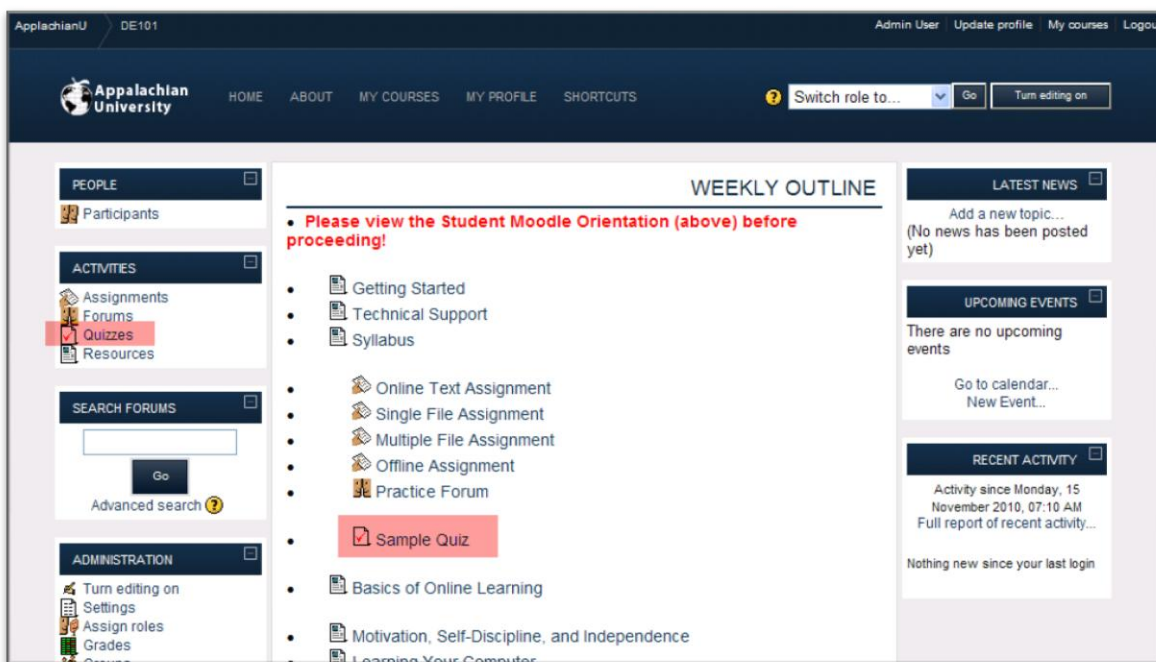 ApplachianU DE101 Admin User Update profile My courses Logou
Appalachian
University
HOME ABOUT MY COURSES MY PROFILE SHORTCUTS
? Switch role to... Go Turn editing on
PEOPLE
Participants
ACTIVITIES
Assignments
Forums
Quizzes
Resources
SEARCH FORUMS
Go
Advanced search ?
ADMINISTRATION
Turn editing on
Settings
Assign roles
Grades
WEEKLY OUTLINE
• Please view the Student Moodle Orientation (above) before
proceeding!
• Getting Started
• Technical Support
• Syllabus
• Online Text Assignment
• Single File Assignment
• Multiple File Assignment
• Offline Assignment
• Practice Forum
• Sample Quiz
• Basics of Online Learning
• Motivation, Self-Discipline, and Independence
Learning Your Computer
LATEST NEWS
Add a new topic...
(No news has been posted
yet)
UPCOMING EVENTS
There are no upcoming
events
Go to calendar...
New Event...
RECENT ACTIVITY
Activity since Monday, 15
November 2010, 07:10 AM
Full report of recent activity...
Nothing new since your last login